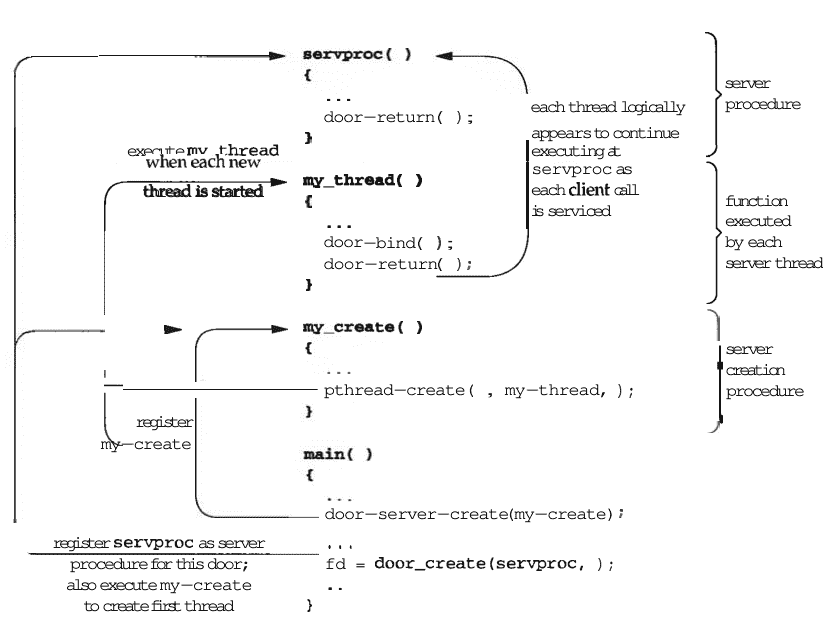 servproc( )
{
...
door—return( );
}
server
procedure
each thread logically
appears to continue
executing at
servproc as
each client call
is serviced
execute my_thread
when each new
thread is started
my_thread( )
{
...
door—bind( );
door—return( );
}
function
executed
by each
server thread
my_create( )
{
...
pthread—create( , my—thread, );
}
server
creation
procedure
register
my—create
main( )
{
...
door—server—create(my—create);
...
fd = door_create(servproc, );
..
}
register servproc as server
procedure for this door;
also execute my—create
to create first thread